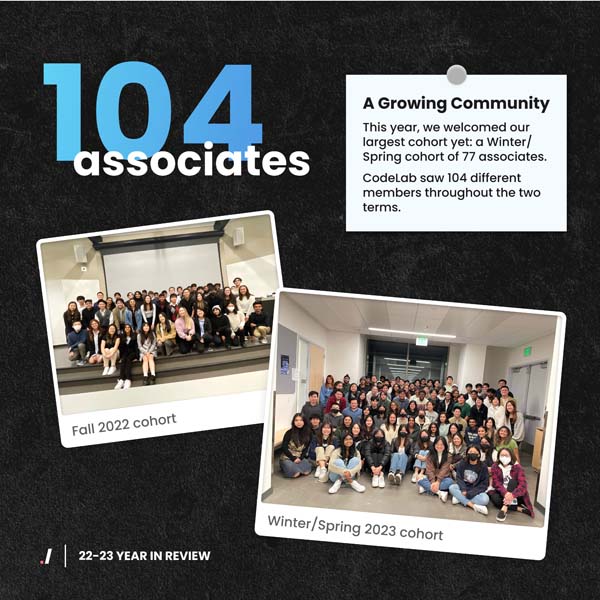 104
associates
A Growing Community
This year, we welcomed our
largest cohort yet: a Winter/
Spring cohort of 77 associates.
CodeLab saw 104 different
members throughout the two
terms.
Fall 2022 cohort
Winter/Spring 2023 cohort
22-23 YEAR IN REVIEW